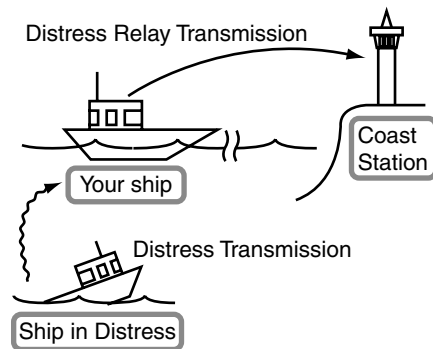 Distress Relay Transmission
Coast
Station
Your ship
Distress Transmission
Ship in Distress